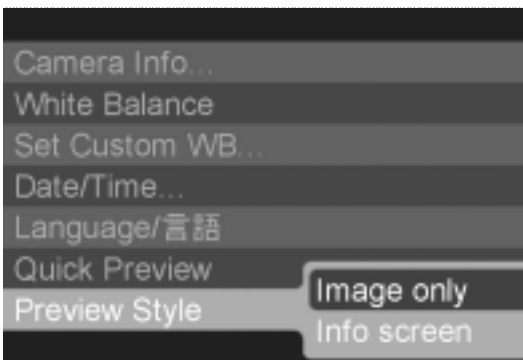 Camera Info...
White Balance
Set Custom WB...
Date/Time...
Language/言語
Quick Preview
Preview Style
Image only
Info screen